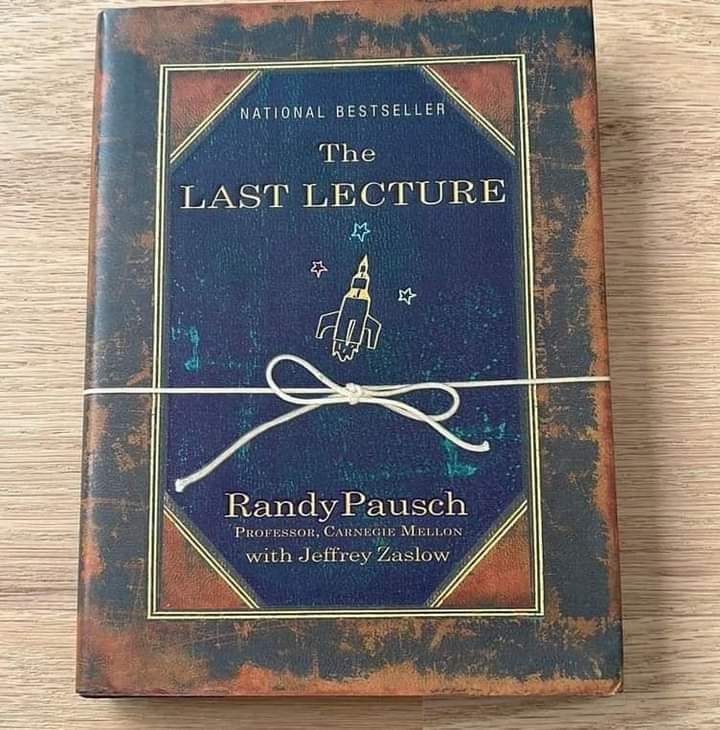 NATIONAL BESTSELLER
The
LAST LECTURE
Randy Pausch
PROFESSOR, CARNEGIE MELLON
with Jeffrey Zaslow